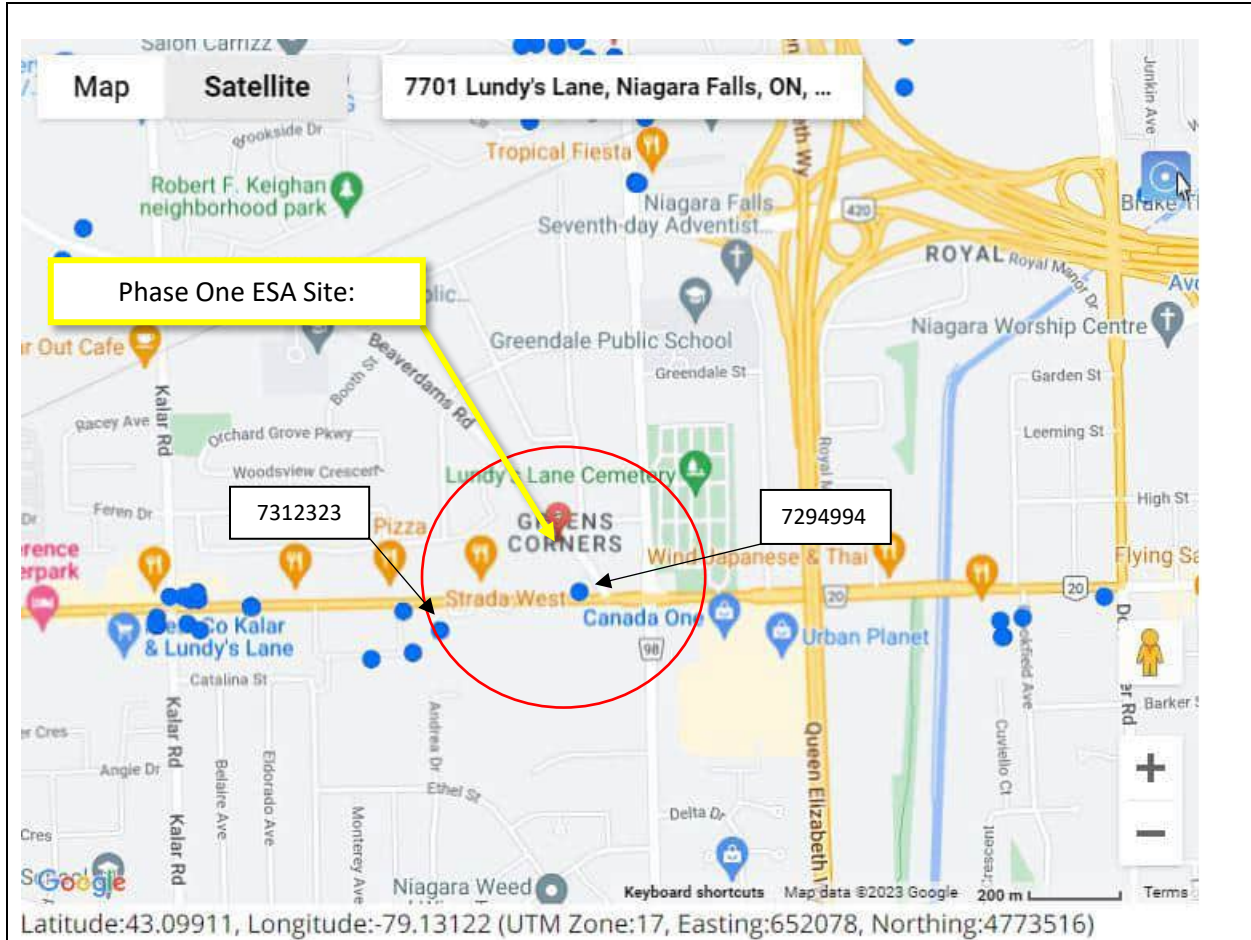 Salon Carrizz
Map
Satellite
7701 Lundy's Lane, Niagara Falls, ON, ...
Junkin Ave
Brookside Dr
Tropical Fiesta
Robert F. Keighan
neighborhood park
Niagara Falls
Seventh-day Adventist...
420
ROYAL
Royal Manor Dr
Phase One ESA Site:
Greendale Public School
Niagara Worship Centre
Out Cafe
Beaverdams Rd
Booth St
Greendale St
Garden St
Kalar Rd
Racey Ave
Orchard Grove Pkwy
Leeming St
Woodsview Crescent
Lundy's Lane Cemetery
High St
Feren Dr
7312323
Pizza
GREENS
CORNERS
7294994
Wind Japanese & Thai
Strada West
20
20
Canada One
Urban Planet
Co Kalar
& Lundy's Lane
98
Catalina St
Barker
Kalar Rd
Andrea Dr
Angie Dr
Belaire Ave
Eldorado Ave
Ethel St
Queen Elizabeth
Cuviello Ct
Delta Dr
Monterey Ave
Kalar Rd
Google
Niagara Weed
Keyboard shortcuts
Map data ©2023 Google
200 m
Terms
Latitude:43.09911, Longitude:-79.13122 (UTM Zone:17, Easting:652078, Northing:4773516)